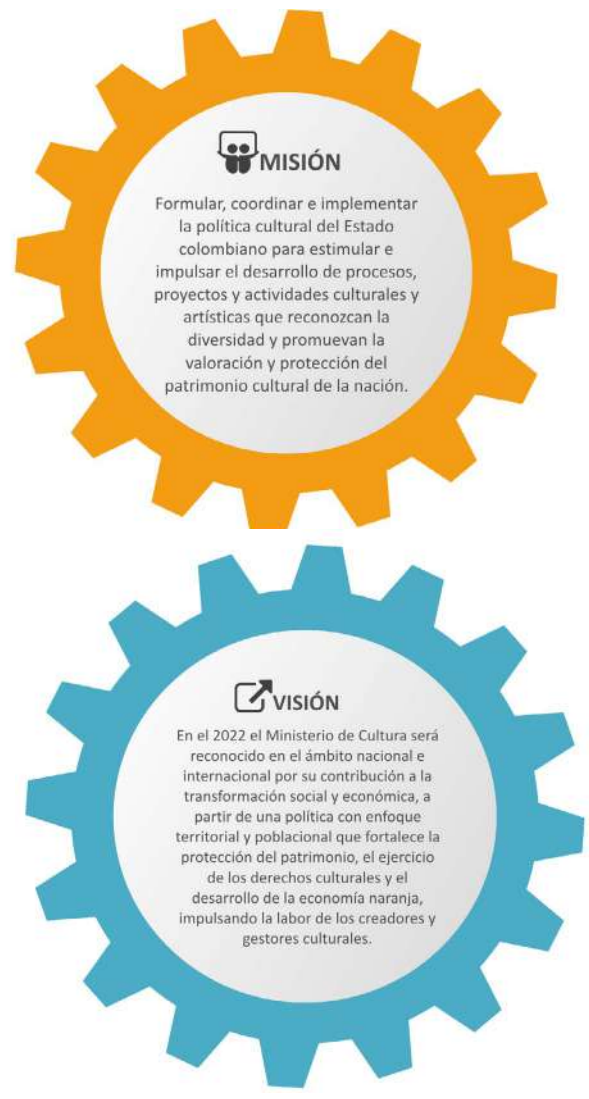 MISIÓN
Formular, coordinar e implementar
la política cultural del Estado
colombiano para estimular e
impulsar el desarrollo de procesos,
proyectos y actividades culturales y
artísticas que reconozcan la
diversidad y promuevan la
valoración y protección del
patrimonio cultural de la nación.
VISIÓN
En el 2022 el Ministerio de Cultura será
reconocido en el ámbito nacional e
internacional por su contribución a la
transformación social y económica, a
partir de una política con enfoque
territorial y poblacional que fortalece la
protección del patrimonio, el ejercicio
de los derechos culturales y el
desarrollo de la economía naranja,
impulsando la labor de los creadores y
gestores culturales.